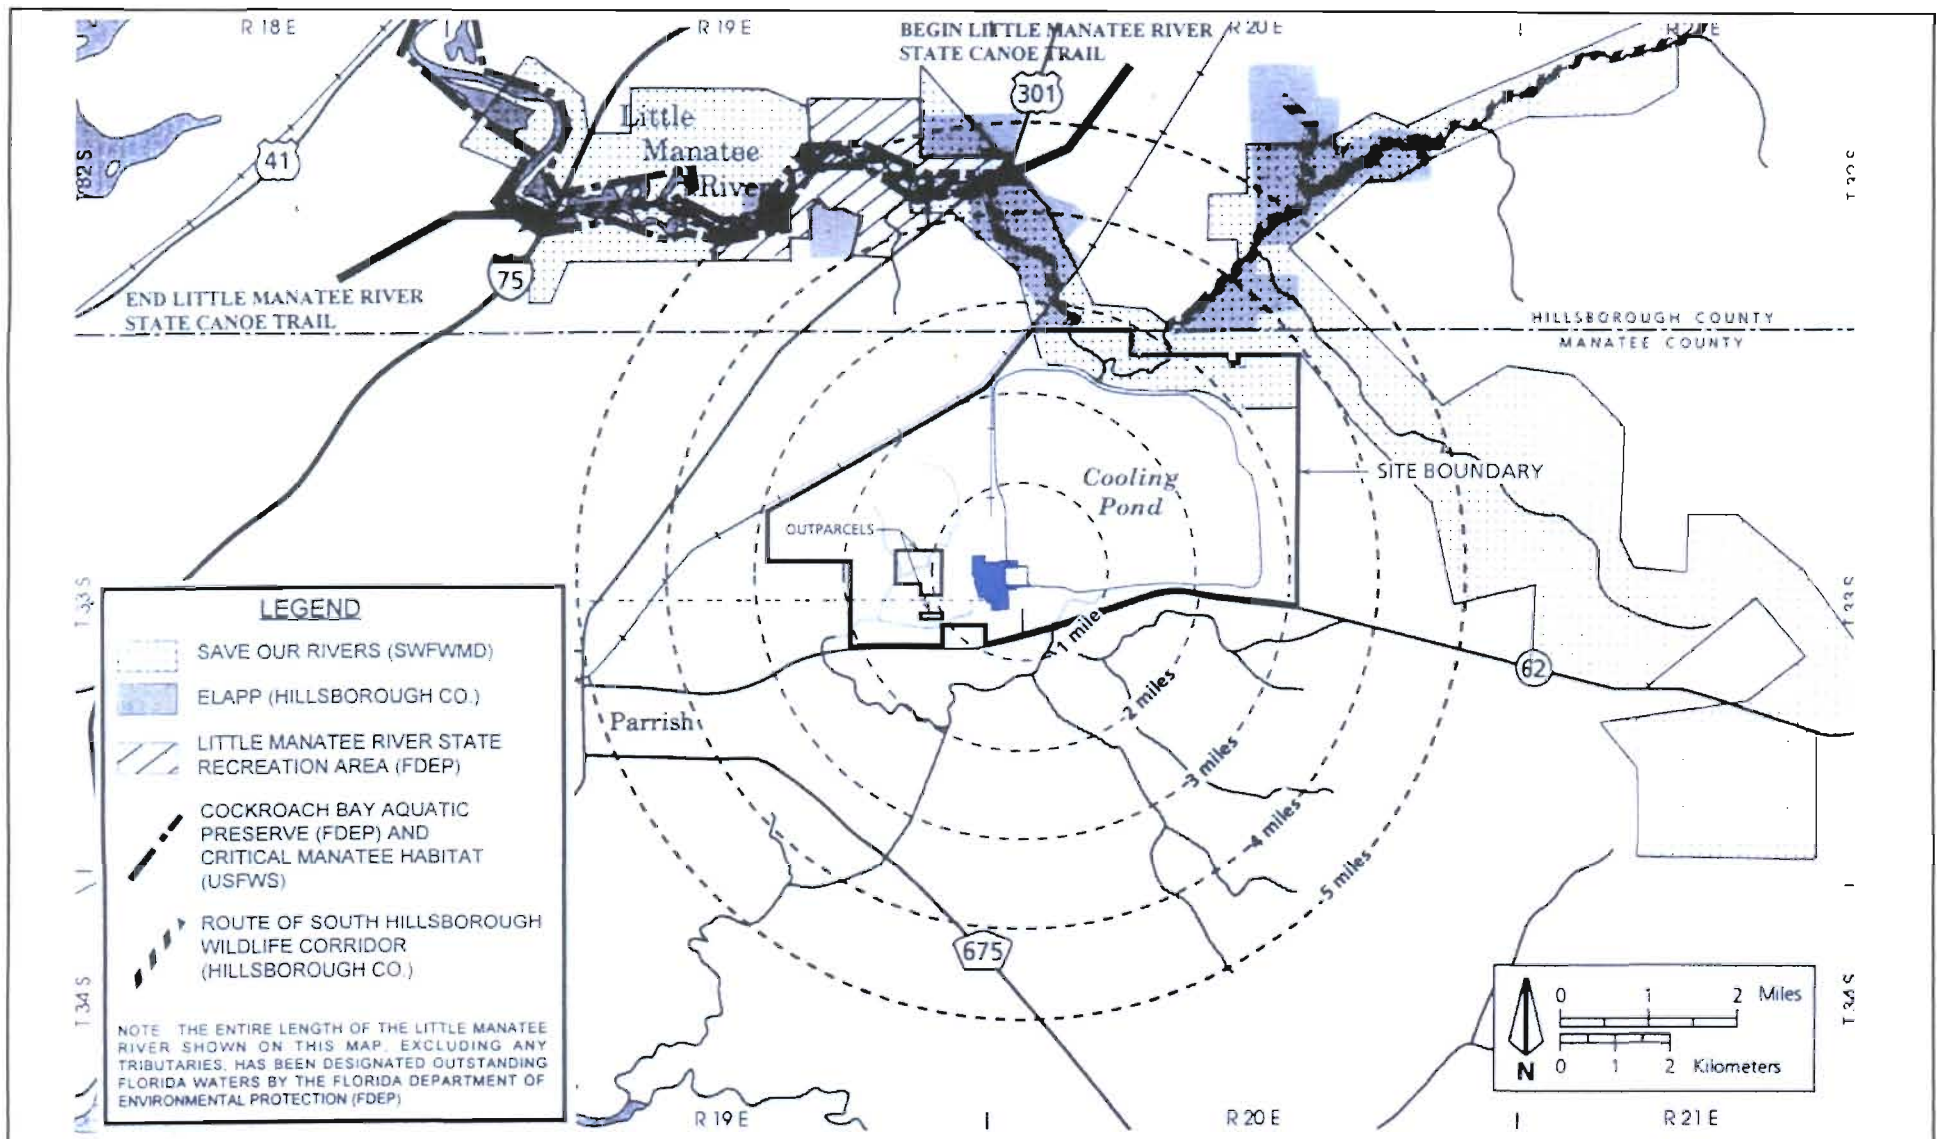 R 18 E
R 19 E
BEGIN LITTLE MANATEE RIVER
STATE CANOE TRAIL
R 20 E
301
41
Little
Manatee
River
T32 S
75
END LITTLE MANATEE RIVER
STATE CANOE TRAIL
HILLSBOROUGH COUNTY
MANATEE COUNTY
Cooling
Pond
SITE BOUNDARY
OUTPARCELS
T33 S
T33 S
1 mile
2 miles
3 miles
4 miles
5 miles
62
Parrish
675
LEGEND
SAVE OUR RIVERS (SWFWMD)
ELAPP (HILLSBOROUGH CO.)
LITTLE MANATEE RIVER STATE
RECREATION AREA (FDEP)
COCKROACH BAY AQUATIC
PRESERVE (FDEP) AND
CRITICAL MANATEE HABITAT
(USFWS)
ROUTE OF SOUTH HILLSBOROUGH
WILDLIFE CORRIDOR
(HILLSBOROUGH CO.)
NOTE THE ENTIRE LENGTH OF THE LITTLE MANATEE
RIVER SHOWN ON THIS MAP, EXCLUDING ANY
TRIBUTARIES, HAS BEEN DESIGNATED OUTSTANDING
FLORIDA WATERS BY THE FLORIDA DEPARTMENT OF
ENVIRONMENTAL PROTECTION (FDEP)
T34 S
T34 S
0 1 2 Miles
0 1 2 Kilometers
N
R 19 E
R 20 E
R 21 E